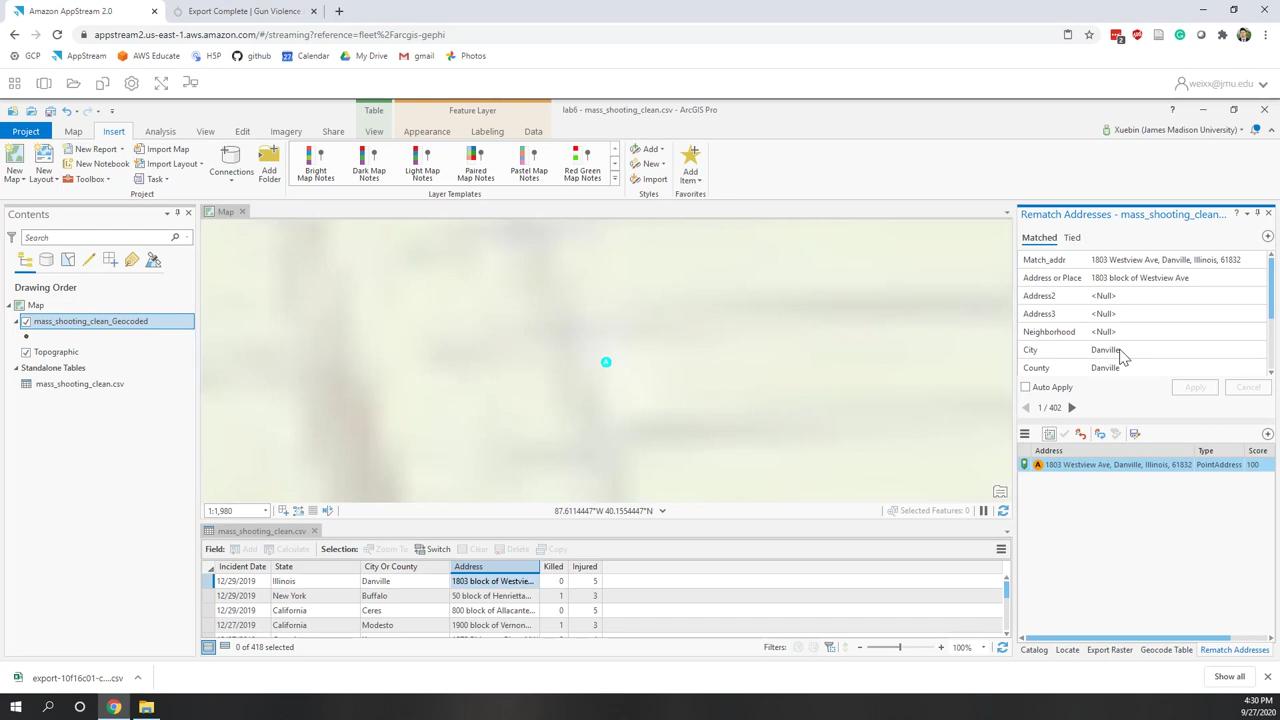 Amazon AppStream 2.0
Export Complete | Gun Violence
appstream2.us-east-1.aws.amazon.com/#/streaming?reference=fleet%2Farcgis-gephi
GCP
AppStream
AWS Educate
H5P
github
Calendar
My Drive
gmail
Photos
weixx@jmu.edu
Table
Feature Layer
lab6 - mass_shooting_clean.csv - ArcGIS Pro
Project
Map
Insert
Analysis
View
Edit
Imagery
Share
View
Appearance
Labeling
Data
Xuebin (James Madison University)
New Map
New Layout
New Report
New Notebook
Toolbox
Import Map
Import Layout
Task
Project
Connections
Add Folder
Bright Map Notes
Dark Map Notes
Light Map Notes
Paired Map Notes
Pastel Map Notes
Red Green Map Notes
Layer Templates
Add
New
Import
Styles
Add Item
Favorites
Contents
Search
Drawing Order
Map
mass_shooting_clean_Geocoded
Topographic
Standalone Tables
mass_shooting_clean.csv
Map
A
1:1,980
87.6114447°W 40.1554447°N
Selected Features: 0
mass_shooting_clean.csv
Field: Add Calculate Selection: Zoom To Switch Clear Delete Copy
Incident Date State City Or County Address Killed Injured
12/29/2019 Illinois Danville 1803 block of Westvie... 0 5
12/29/2019 New York Buffalo 50 block of Henrietta... 1 3
12/29/2019 California Ceres 800 block of Allacante... 0 5
12/27/2019 California Modesto 1900 block of Vernon... 1 3
0 of 418 selected
Filters:
100%
Rematch Addresses - mass_shooting_clean...
Matched Tied
Match_addr 1803 Westview Ave, Danville, Illinois, 61832
Address or Place 1803 block of Westview Ave
Address2 <Null>
Address3 <Null>
Neighborhood <Null>
City Danville
County Danville
Auto Apply
Apply
Cancel
1 / 402
Address Type Score
A 1803 Westview Ave, Danville, Illinois, 61832 PointAddress 100
Catalog Locate Export Raster Geocode Table Rematch Addresses
export-10f16c01-c....csv
Show all
4:30 PM
9/27/2020